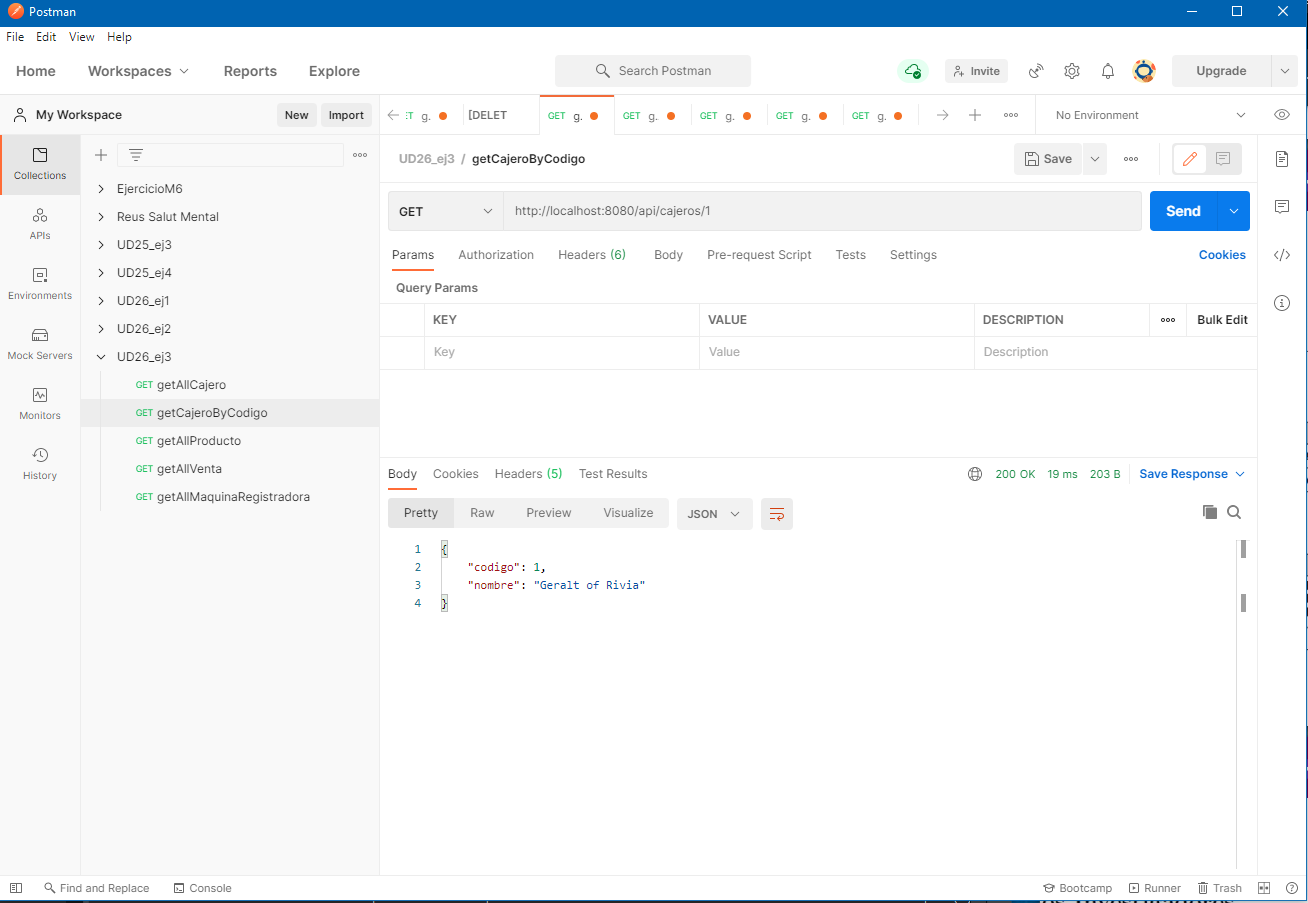 Postman
File Edit View Help
Home Workspaces Reports Explore Search Postman Invite Upgrade
My Workspace New Import
ET g. [DELET GET g. GET g. GET g. GET g. GET g. No Environment
Collections
APIs
Environments
Mock Servers
Monitors
History
EjercicioM6
Reus Salut Mental
UD25_ej3
UD25_ej4
UD26_ej1
UD26_ej2
UD26_ej3
GET getAllCajero
GET getCajeroByCodigo
GET getAllProducto
GET getAllVenta
GET getAllMaquinaRegistradora
UD26_ej3 / getCajeroByCodigo Save
GET http://localhost:8080/api/cajeros/1 Send
Params Authorization Headers (6) Body Pre-request Script Tests Settings Cookies
Query Params
KEY VALUE DESCRIPTION Bulk Edit
Key Value Description
Body Cookies Headers (5) Test Results 200 OK 19 ms 203 B Save Response
Pretty Raw Preview Visualize JSON
1 {
2 "codigo": 1,
3 "nombre": "Geralt of Rivia"
4 }
Find and Replace Console Bootcamp Runner Trash